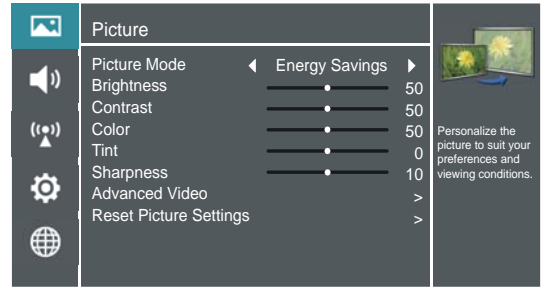 Picture
Picture Mode Energy Savings
Brightness 50
Contrast 50
Color 50
Tint 0
Sharpness 10
Advanced Video >
Reset Picture Settings >
Personalize the
picture to suit your
preferences and
viewing conditions.